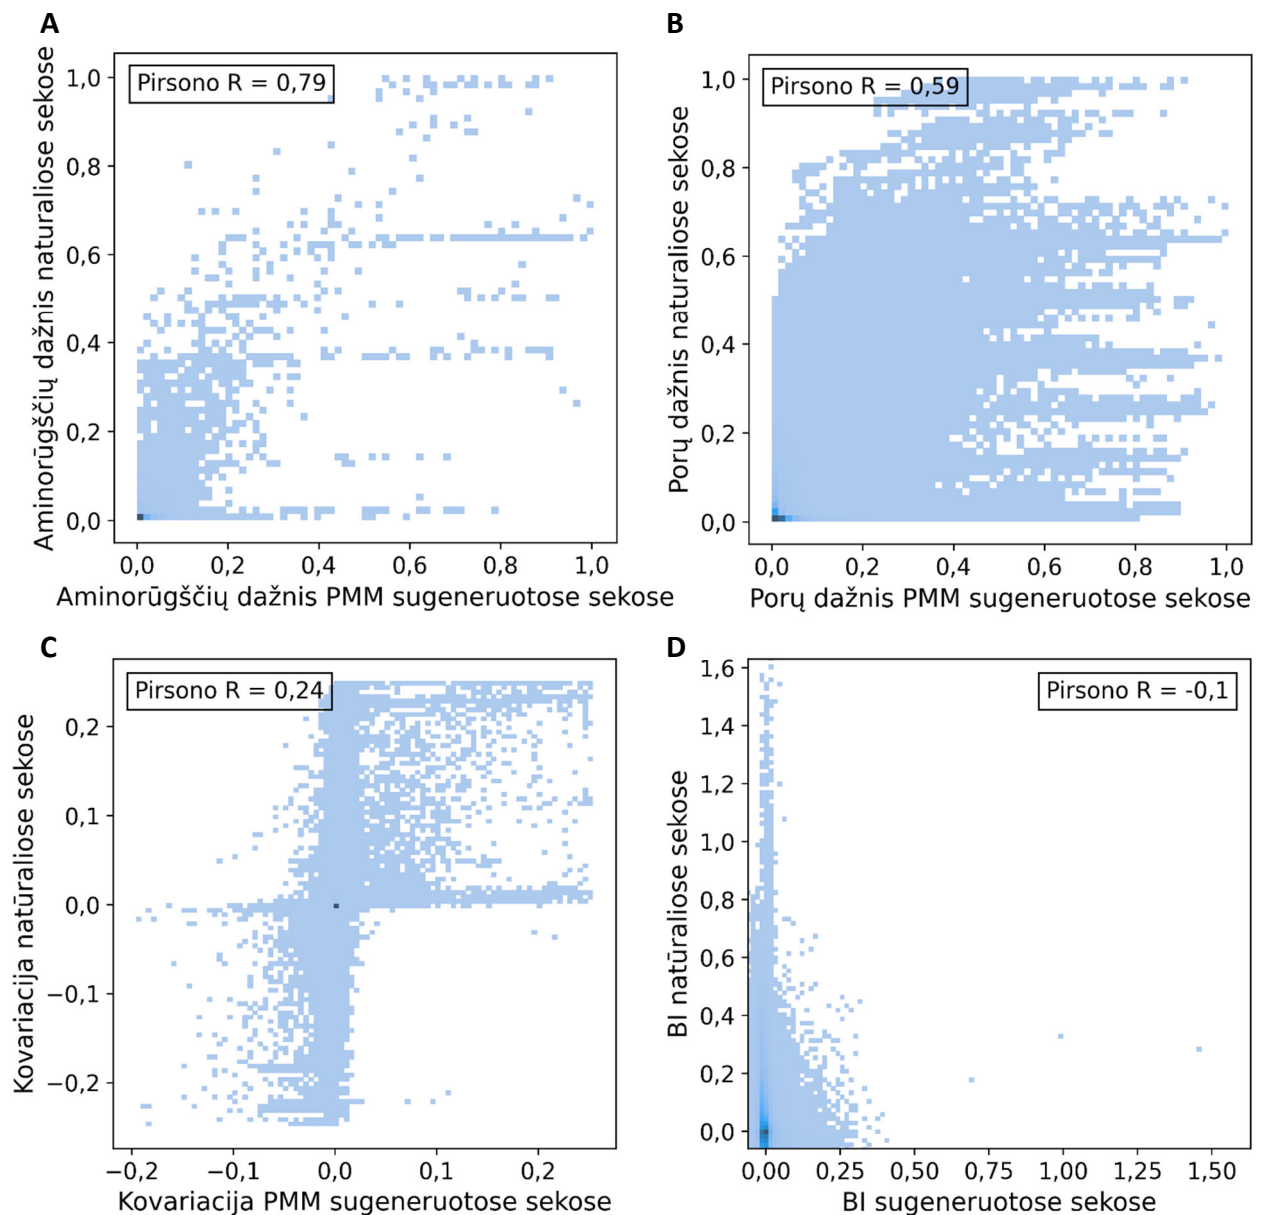 A
Aminorūgščių dažnis naturaliose sekose
Pirsono R = 0,79
1,0
0,8
0,6
0,4
0,2
0,0
0,0 0,2 0,4 0,6 0,8 1,0
Aminorūgščių dažnis PMM sugeneruotose sekose
B
Porų dažnis naturaliose sekose
Pirsono R = 0,59
1,0
0,8
0,6
0,4
0,2
0,0
0,0 0,2 0,4 0,6 0,8 1,0
Porų dažnis PMM sugeneruotose sekose
C
Kovariacija natūraliose sekose
Pirsono R = 0,24
0,2
0,1
0,0
−0,1
−0,2
−0,2 −0,1 0,0 0,1 0,2
Kovariacija PMM sugeneruotose sekose
D
BI natūraliose sekose
Pirsono R = -0,1
1,6
1,4
1,2
1,0
0,8
0,6
0,4
0,2
0,0
0,00 0,25 0,50 0,75 1,00 1,25 1,50
BI sugeneruotose sekose